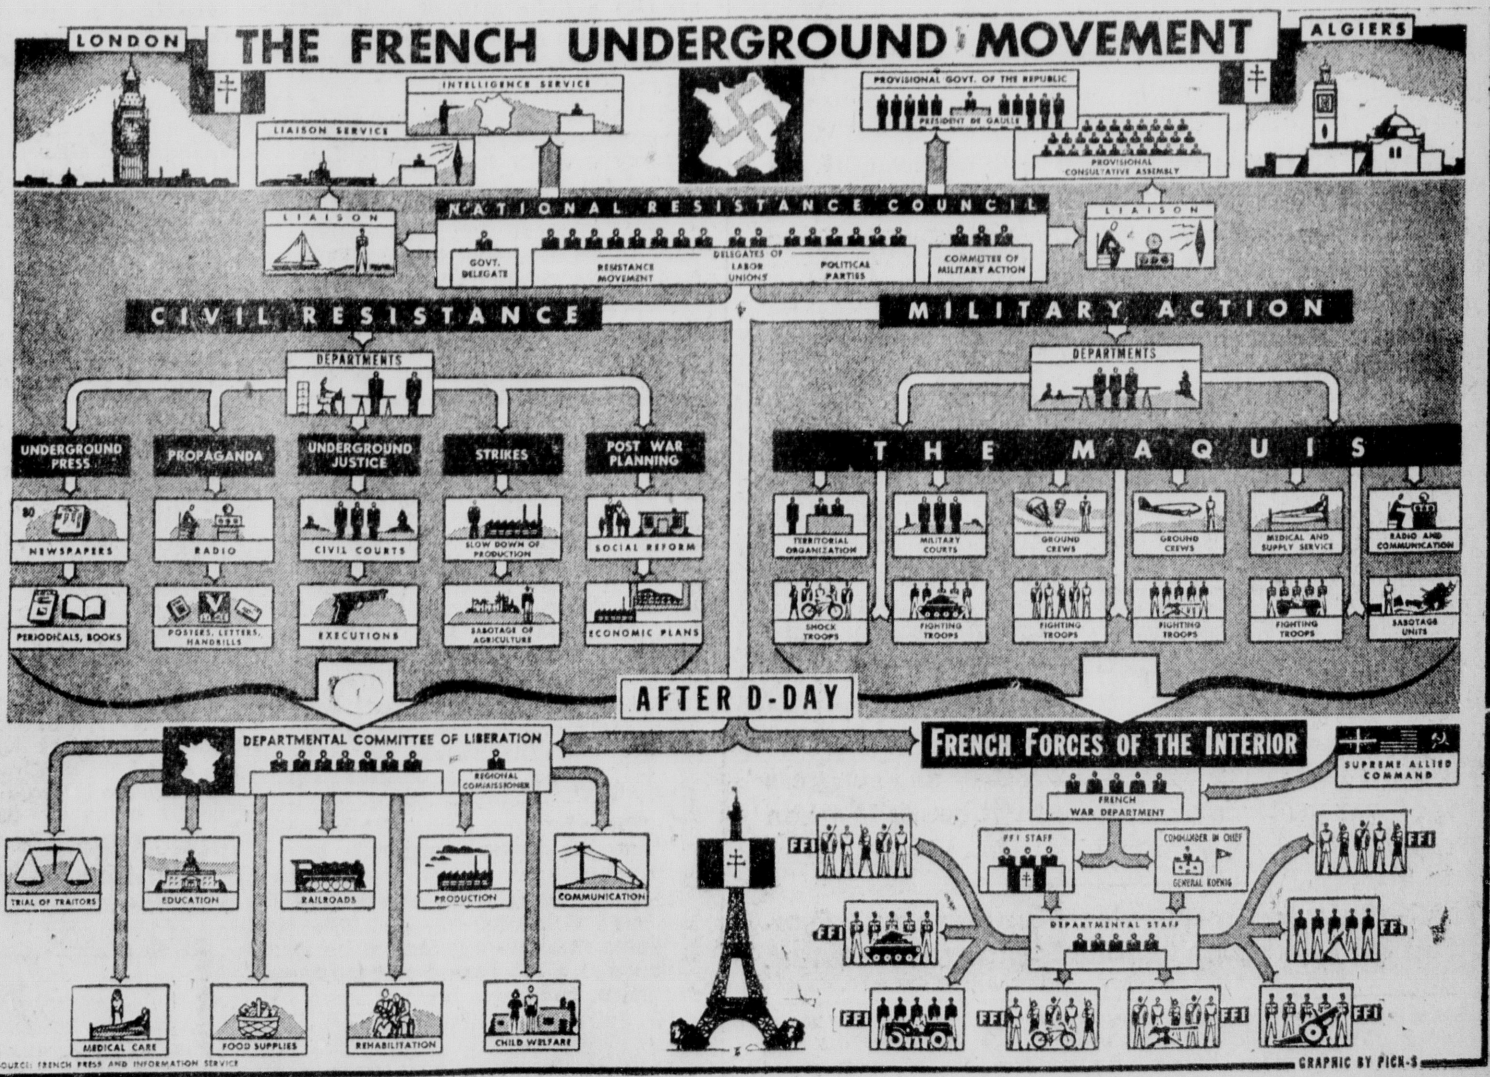 LONDON
THE FRENCH UNDERGROUND MOVEMENT
ALGIERS
INTELLIGENCE SERVICE
LIAISON SERVICE
PROVISIONAL GOVT. OF THE REPUBLIC
PRESIDENT DE GAULLE
PROVISIONAL
CONSULTATIVE ASSEMBLY
LIAISON
NATIONAL RESISTANCE COUNCIL
LIAISON
GOVT.
DELEGATE
DELEGATES OF
RESISTANCE
MOVEMENT
LABOR
UNIONS
POLITICAL
PARTIES
COMMITTEE OF
MILITARY ACTION
CIVIL RESISTANCE
MILITARY ACTION
DEPARTMENTS
DEPARTMENTS
UNDERGROUND
PRESS
PROPAGANDA
UNDERGROUND
JUSTICE
STRIKES
POST WAR
PLANNING
THE MAQUIS
80
NEWSPAPERS
RADIO
CIVIL COURTS
SLOW DOWN OF
PRODUCTION
SOCIAL REFORM
TERRITORIAL
ORGANIZATION
MILITARY
COURTS
GROUND
CREWS
GROUND
CREWS
MEDICAL AND
SUPPLY SERVICE
RADIO AND
COMMUNICATION
PERIODICALS, BOOKS
V
POSTERS, LETTERS,
HANDBILLS
EXECUTIONS
SABOTAGE OF
AGRICULTURE
ECONOMIC PLANS
SHOCK
TROOPS
FIGHTING
TROOPS
FIGHTING
TROOPS
FIGHTING
TROOPS
FIGHTING
TROOPS
SABOTAGE
UNITS
AFTER D-DAY
DEPARTMENTAL COMMITTEE OF LIBERATION
REGIONAL
COMMISSIONER
FRENCH FORCES OF THE INTERIOR
SUPREME ALLIED
COMMAND
FRENCH
WAR DEPARTMENT
TRIAL OF TRAITORS
EDUCATION
RAILROADS
PRODUCTION
COMMUNICATION
FFI
FFI STAFF
COMMANDER IN CHIEF
GENERAL KOENIG
FFI
FFI
DEPARTMENTAL STAFF
FFI
MEDICAL CARE
FOOD SUPPLIES
REHABILITATION
CHILD WELFARE
FFI
FFI
FFI
FFI
SOURCE: FRENCH PRESS AND INFORMATION SERVICE
GRAPHIC BY PICK-S